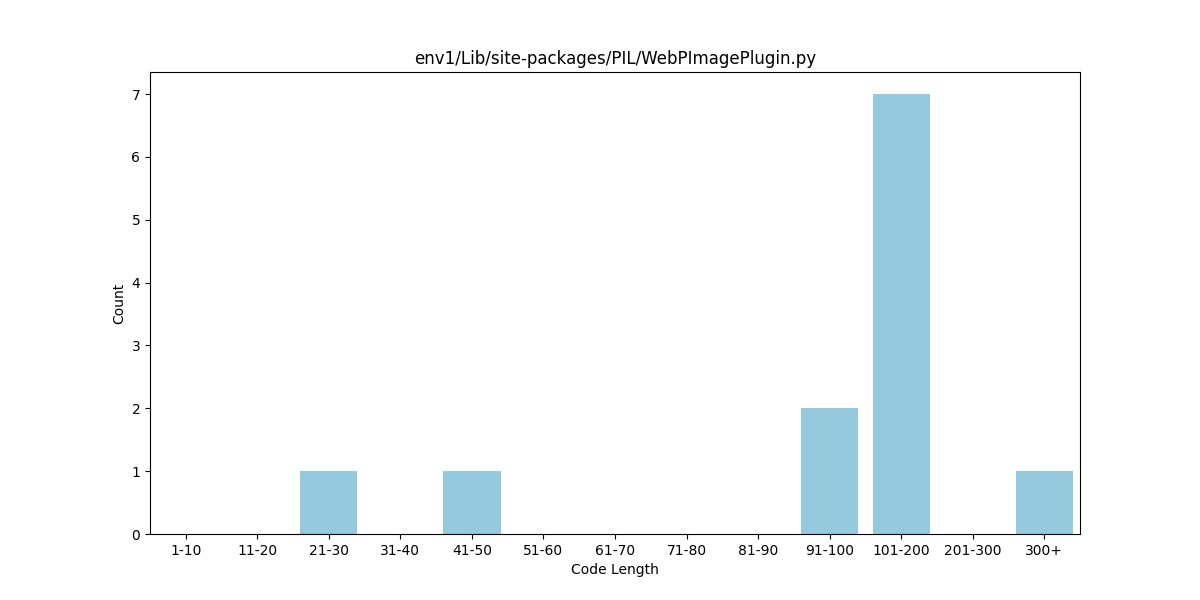 env1/Lib/site-packages/PIL/WebPImagePlugin.py
7
6
5
4
3
2
1
0
Count
1-10 11-20 21-30 31-40 41-50 51-60 61-70 71-80 81-90 91-100 101-200 201-300 300+
Code Length